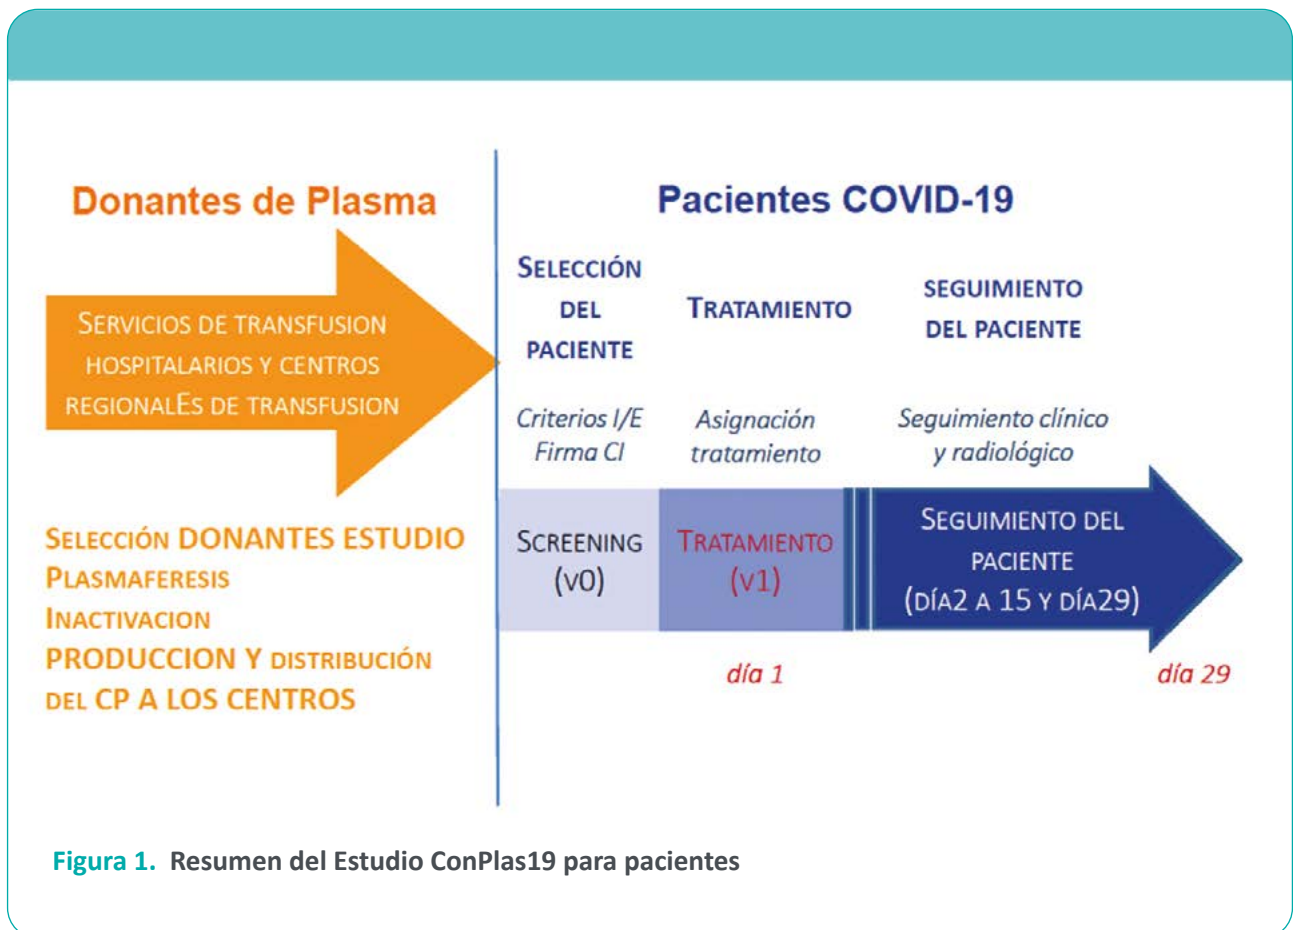 Donantes de Plasma
SERVICIOS DE TRANSFUSION
HOSPITALARIOS Y CENTROS
REGIONALES DE TRANSFUSION
SELECCIÓN DONANTES ESTUDIO
PLASMAFERESIS
INACTIVACION
PRODUCCION Y DISTRIBUCIÓN
DEL CP A LOS CENTROS
Pacientes COVID-19
SELECCIÓN
DEL
PACIENTE
TRATAMIENTO
SEGUIMIENTO
DEL PACIENTE
Criterios I/E
Firma CI
Asignación
tratamiento
Seguimiento clínico
y radiológico
SCREENING
(V0)
TRATAMIENTO
(V1)
SEGUIMIENTO DEL
PACIENTE
(DÍA2 A 15 Y DÍA29)
día 1
día 29
Figura 1. Resumen del Estudio ConPlas19 para pacientes